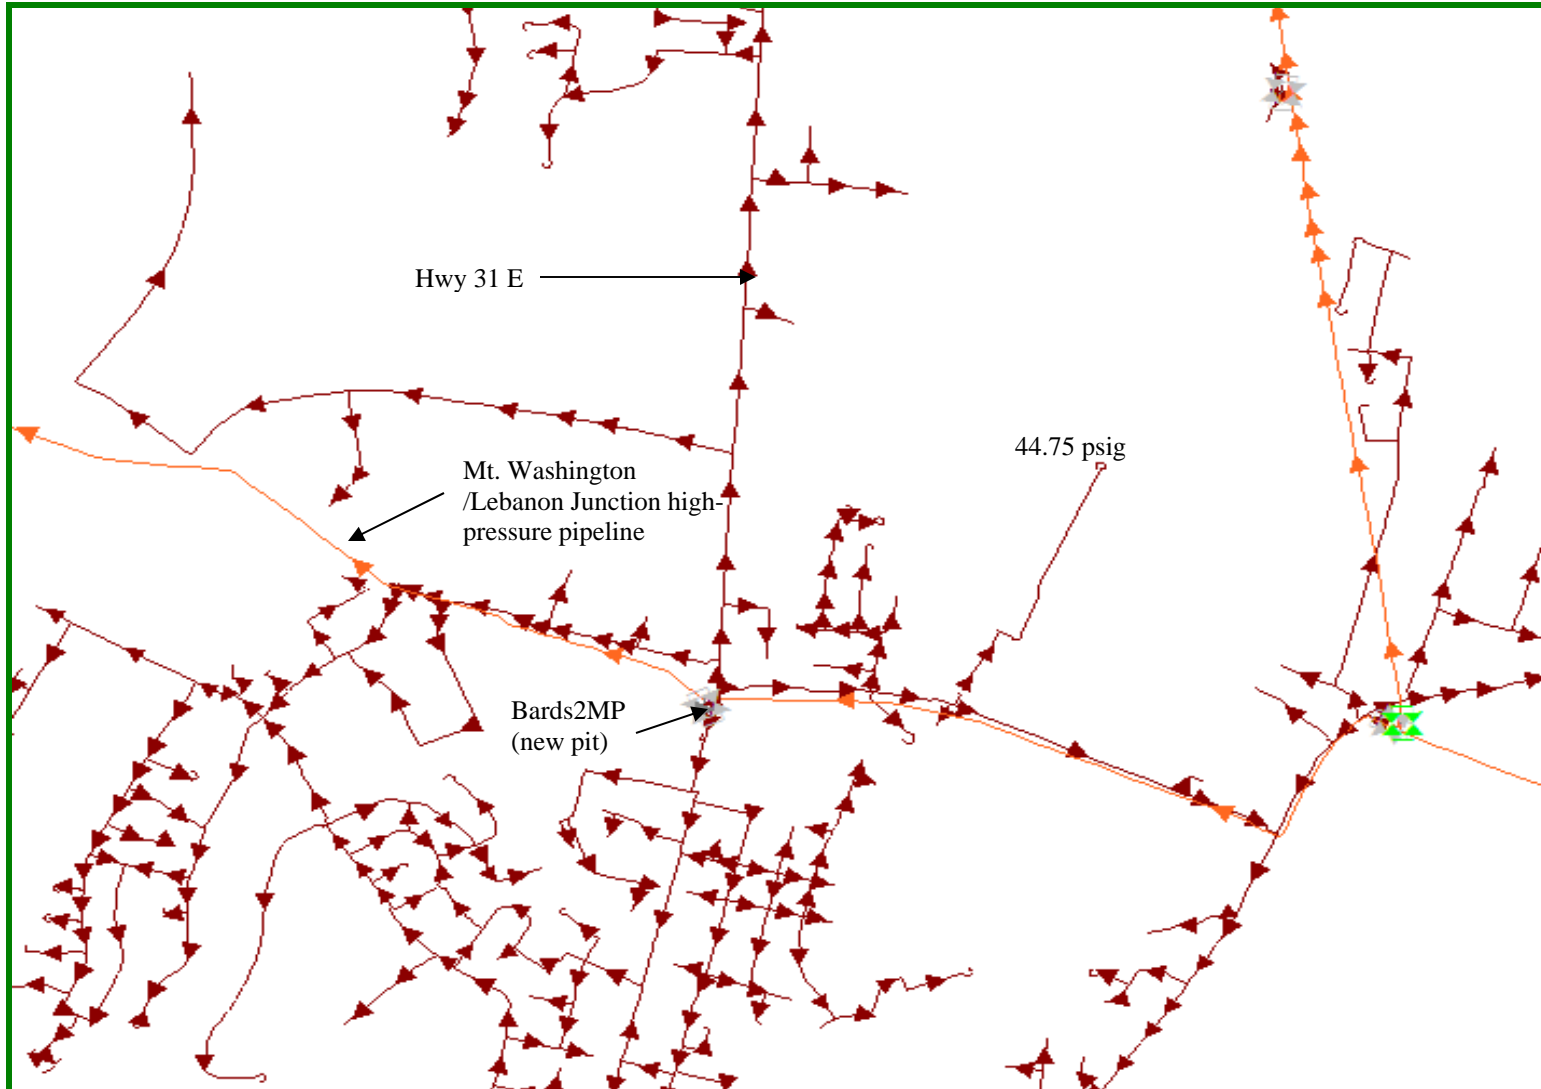 Hwy 31 E
44.75 psig
Mt. Washington
/Lebanon Junction high-
pressure pipeline
Bards2MP
(new pit)